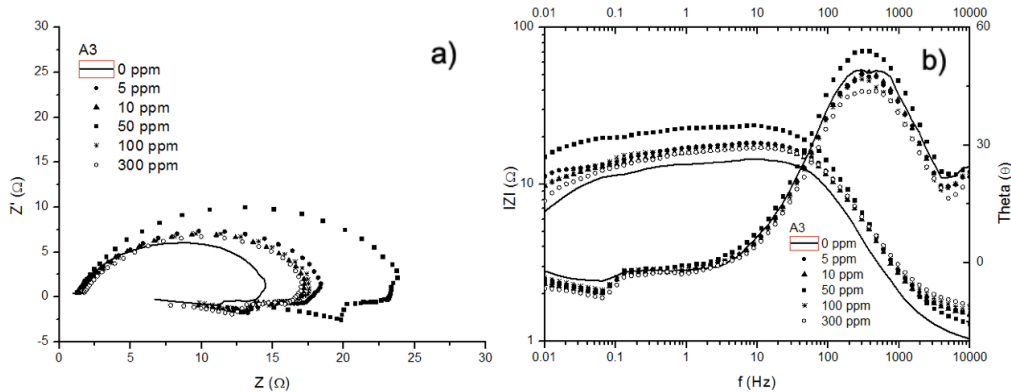 a)
30
25
20
15
10
5
0
-5
0 5 10 15 20 25 30
Z' (Ω)
Z (Ω)
A3
0 ppm
5 ppm
10 ppm
50 ppm
100 ppm
300 ppm
b)
0.01 0.1 1 10 100 1000 10000
100
10
1
60
30
0
|Z| (Ω)
Theta (θ)
A3
0 ppm
5 ppm
10 ppm
50 ppm
100 ppm
300 ppm
0.01 0.1 1 10 100 1000 10000
f (Hz)